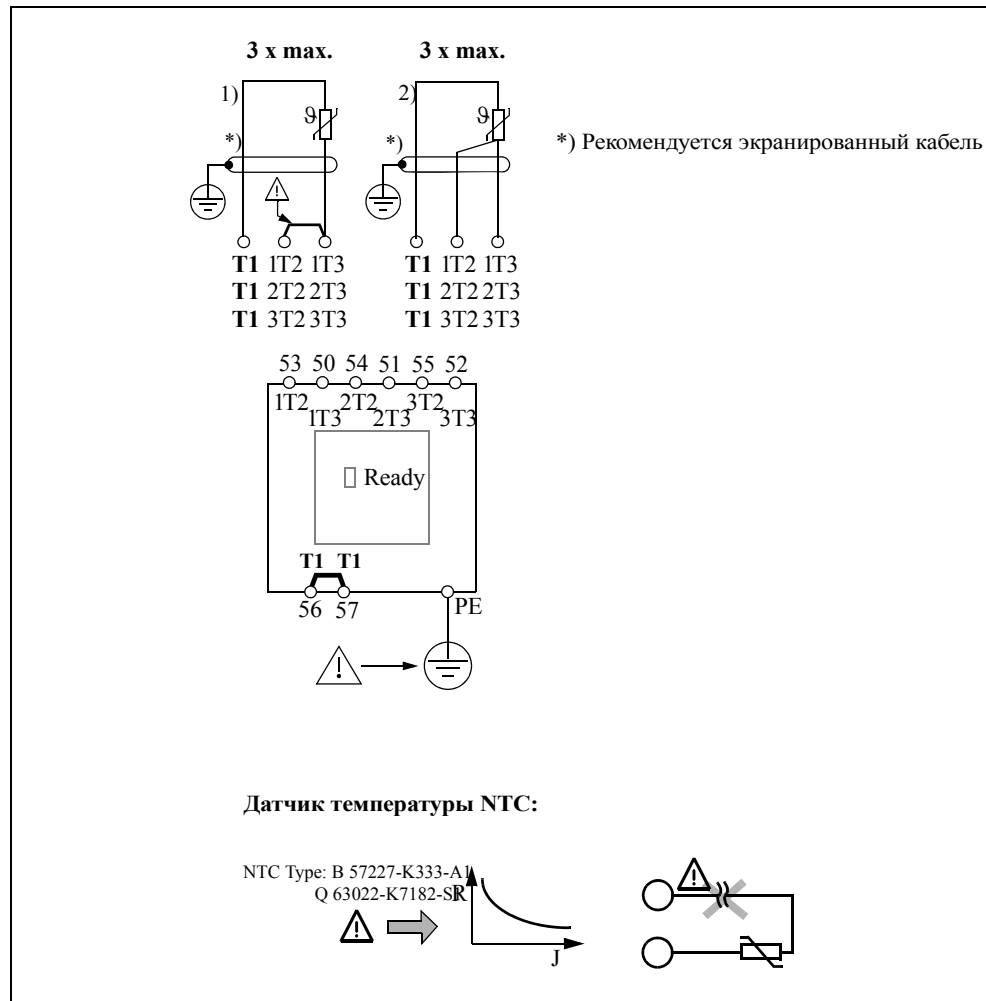 3 x max. 3 x max.
1) 2)
ϑ ϑ
*) *) *) Рекомендуется экранированный кабель
T1 1T2 1T3 T1 1T2 1T3
T1 2T2 2T3 T1 2T2 2T3
T1 3T2 3T3 T1 3T2 3T3
53 50 54 51 55 52
1T2 2T2 3T2
1T3 2T3 3T3
Ready
T1 T1
56 57 PE
Датчик температуры NTC:
NTC Type: B 57227-K333-A1
Q 63022-K7182-S1
R
J